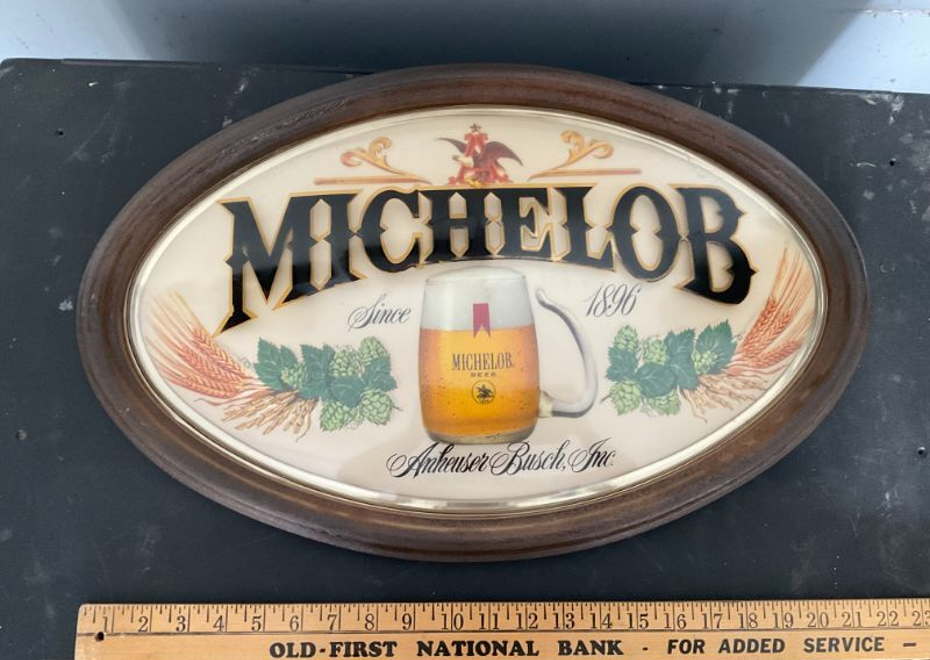 MICHELOB
Since 1896
MICHELOB
BEER
Anheuser-Busch, Inc.
1 2 3 4 5 6 7 8 9 10 11 12 13 14 15 16 17 18 19 20 21 22 23
OLD-FIRST NATIONAL BANK - FOR ADDED SERVICE -